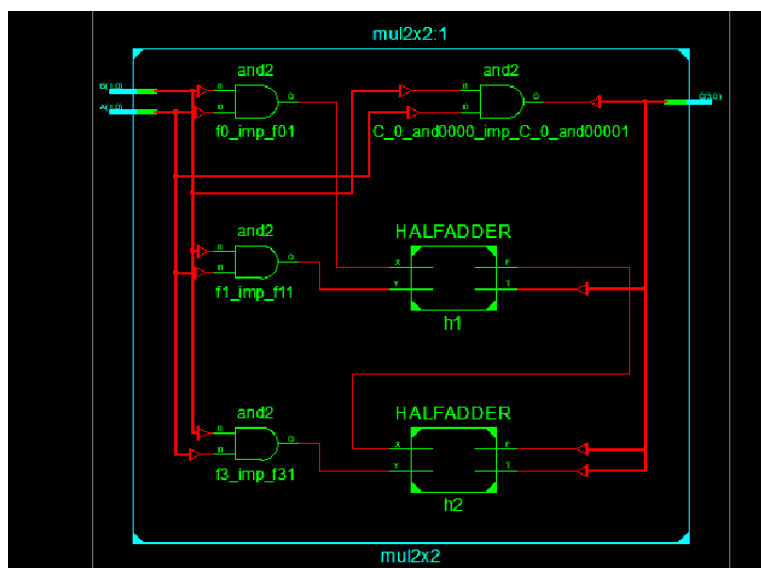 mul2x2:1
and2
and2
f0_imp_f01
C_0_and0000_imp_C_0_and00001
and2
HALFADDER
X
F
Y
T
f1_imp_f11
h1
and2
HALFADDER
X
F
Y
T
f3_imp_f31
h2
mul2x2